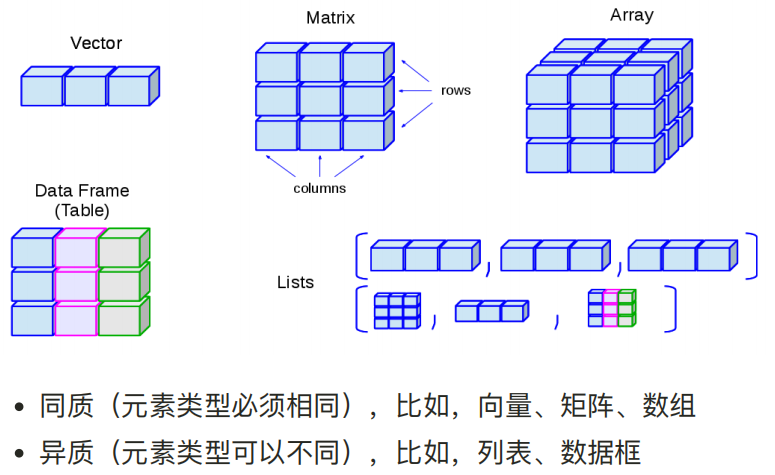 Vector
Matrix
Array
rows
columns
Data Frame
(Table)
Lists
, ,
, ,
• 同质（元素类型必须相同），比如，向量、矩阵、数组
• 异质（元素类型可以不同），比如，列表、数据框